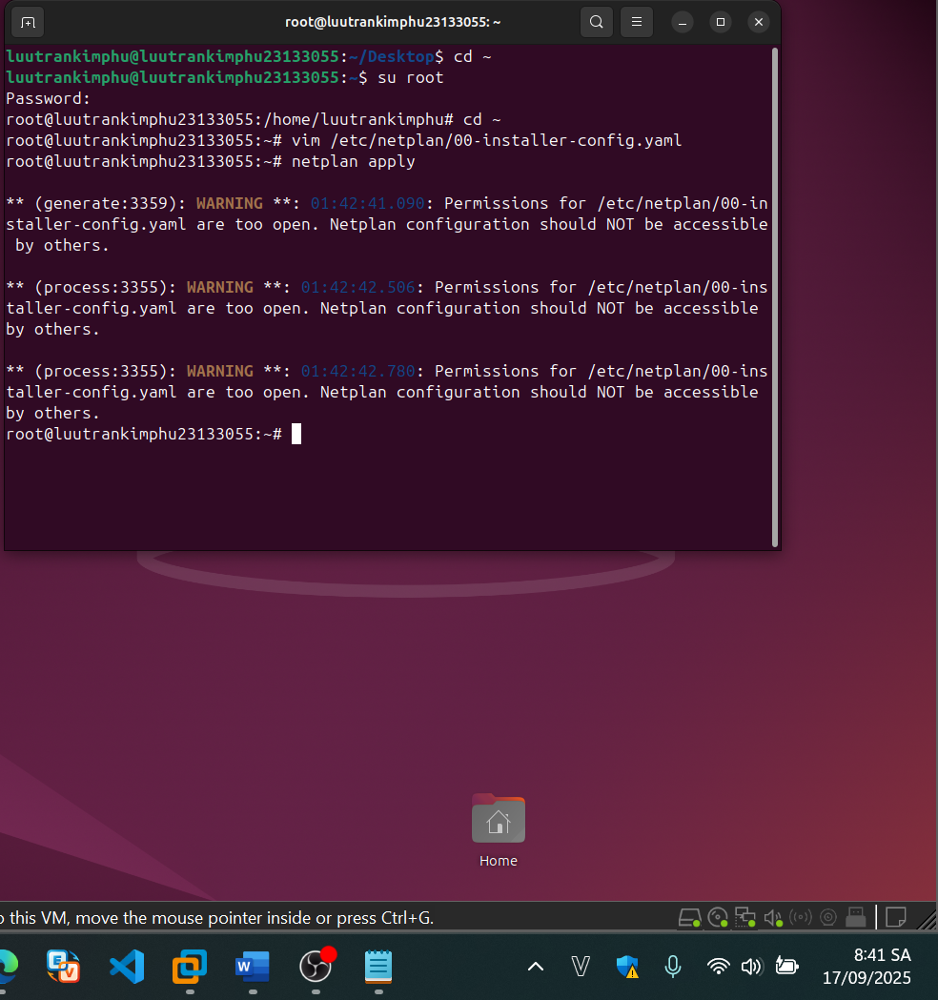 root@luutrankimphu23133055: ~
luutrankimphu@luutrankimphu23133055:~/Desktop$ cd ~
luutrankimphu@luutrankimphu23133055:~$ su root
Password:
root@luutrankimphu23133055:/home/luutrankimphu# cd ~
root@luutrankimphu23133055:~# vim /etc/netplan/00-installer-config.yaml
root@luutrankimphu23133055:~# netplan apply
** (generate:3359): WARNING **: 01:42:41.090: Permissions for /etc/netplan/00-in
staller-config.yaml are too open. Netplan configuration should NOT be accessible
by others.
** (process:3355): WARNING **: 01:42:42.506: Permissions for /etc/netplan/00-ins
taller-config.yaml are too open. Netplan configuration should NOT be accessible
by others.
** (process:3355): WARNING **: 01:42:42.780: Permissions for /etc/netplan/00-ins
taller-config.yaml are too open. Netplan configuration should NOT be accessible
by others.
root@luutrankimphu23133055:~#
Home
o this VM, move the mouse pointer inside or press Ctrl+G.
E
V
W
V
8:41 SA
17/09/2025